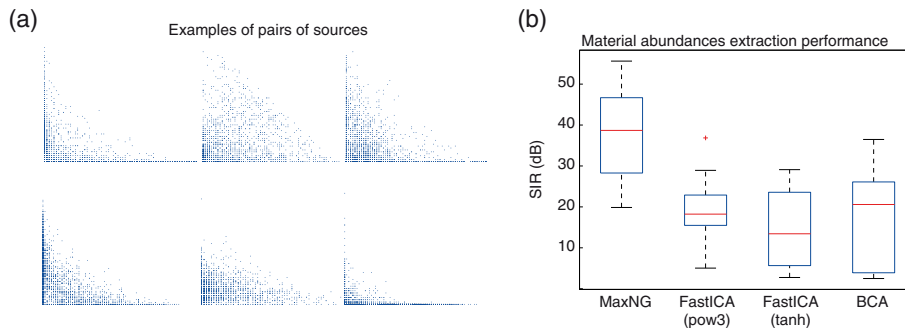 (a)
Examples of pairs of sources
(b)
Material abundances extraction performance
SIR (dB)
50
40
30
20
10
MaxNG
FastICA
(pow3)
FastICA
(tanh)
BCA